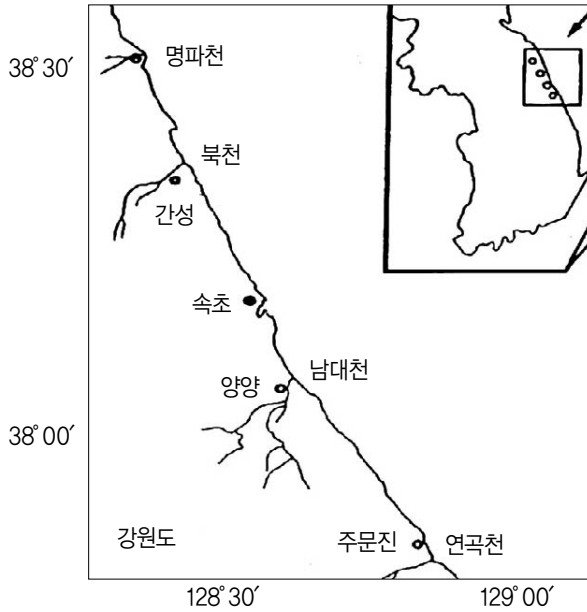 38°30′
명파천
북천
간성
속초
남대천
양양
38°00′
강원도
주문진
연곡천
128°30′
129°00′